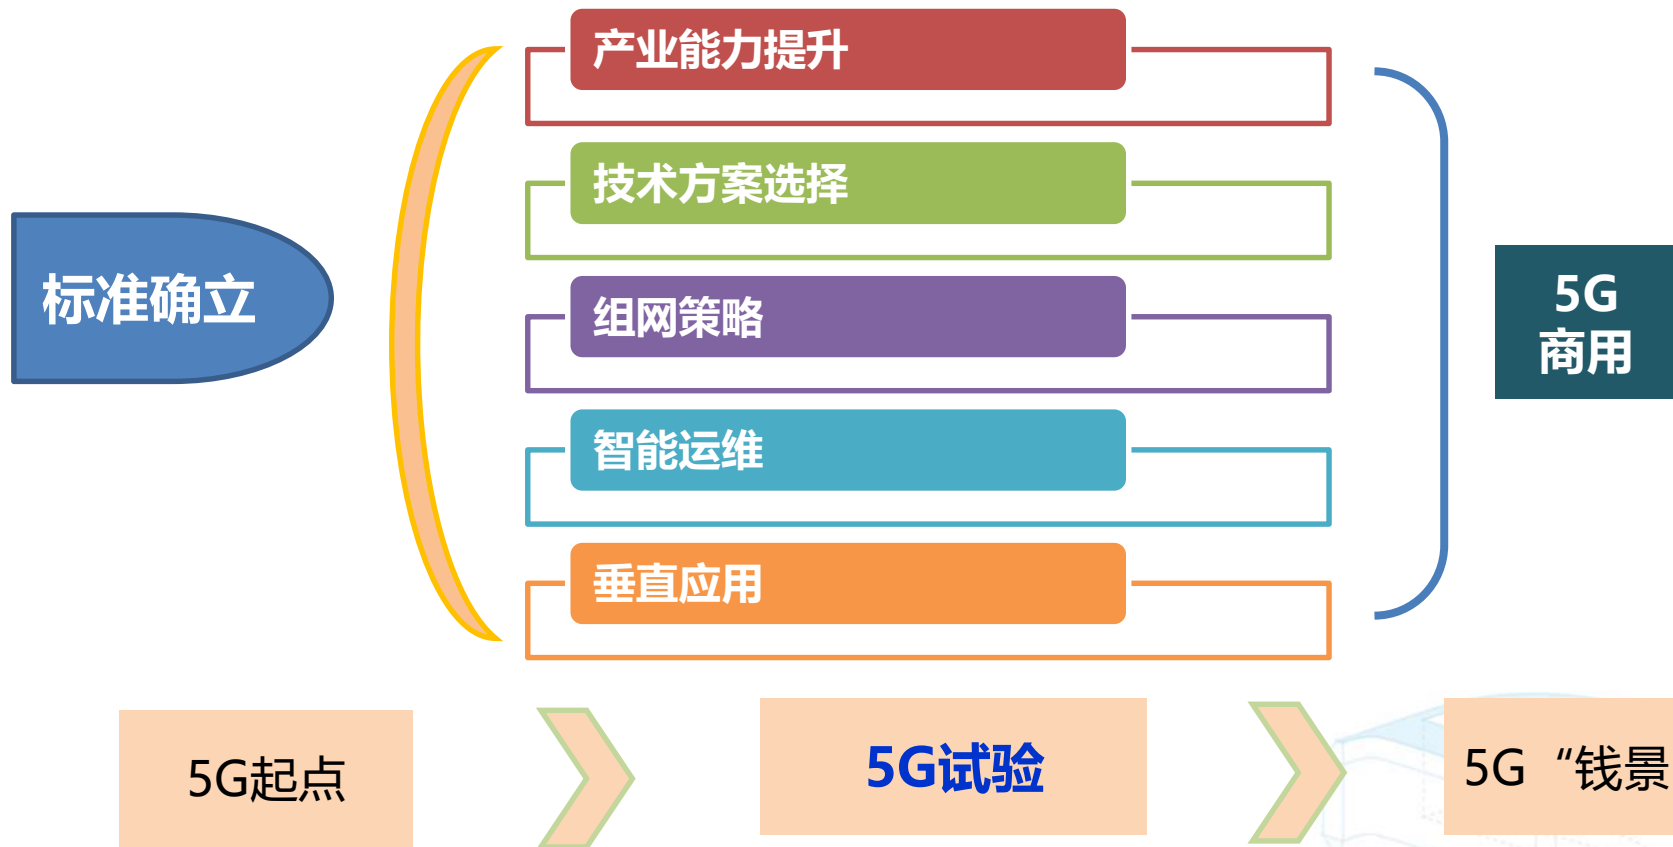 产业能力提升
技术方案选择
标准确立
组网策略
5G
商用
智能运维
垂直应用
5G起点
5G试验
5G“钱景